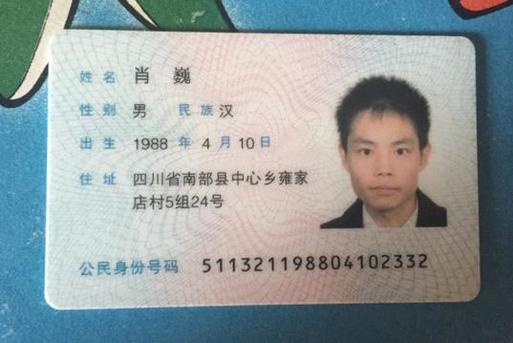 姓名 肖巍
性别 男 民族 汉
出生 1988 年 4 月 10 日
住址 四川省南部县中心乡雍家
店村5组24号
公民身份号码 511321198804102332